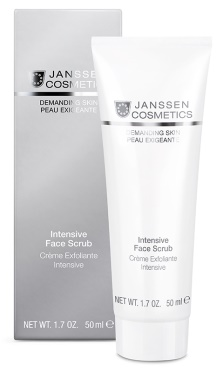 JANSSEN
COSMETICS
DEMANDING SKIN
PEAU EXIGEANTE
Intensive
Face Scrub
Crème Exfoliante
Intensive
NET WT. 1.7 OZ. 50 ml e
JANSSEN
COSMETICS
DEMANDING SKIN
PEAU EXIGEANTE
Intensive
Face Scrub
Crème Exfoliante
Intensive
NET WT. 1.7 OZ. 50 ml e